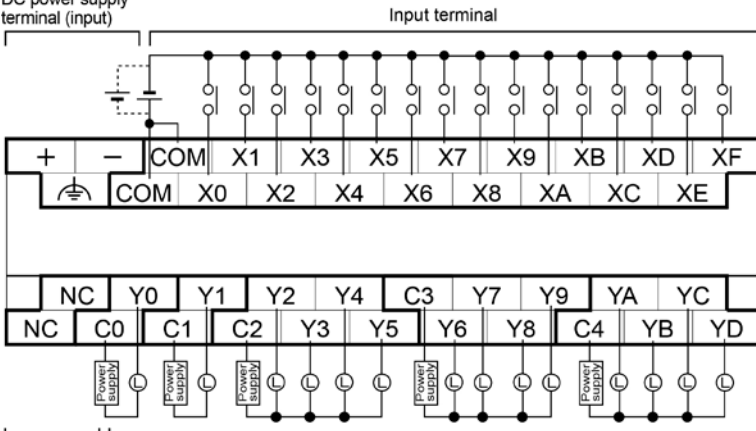 DC power supply
terminal (input)
Input terminal
+ − COM X1 X3 X5 X7 X9 XB XD XF
COM X0 X2 X4 X6 X8 XA XC XE
NC Y0 Y1 Y2 Y4 C3 Y7 Y9 YA YC
NC C0 C1 C2 Y3 Y5 Y6 Y8 C4 YB YD
Power supply L Power supply L Power supply L L L L Power supply L L L L Power supply L L L L